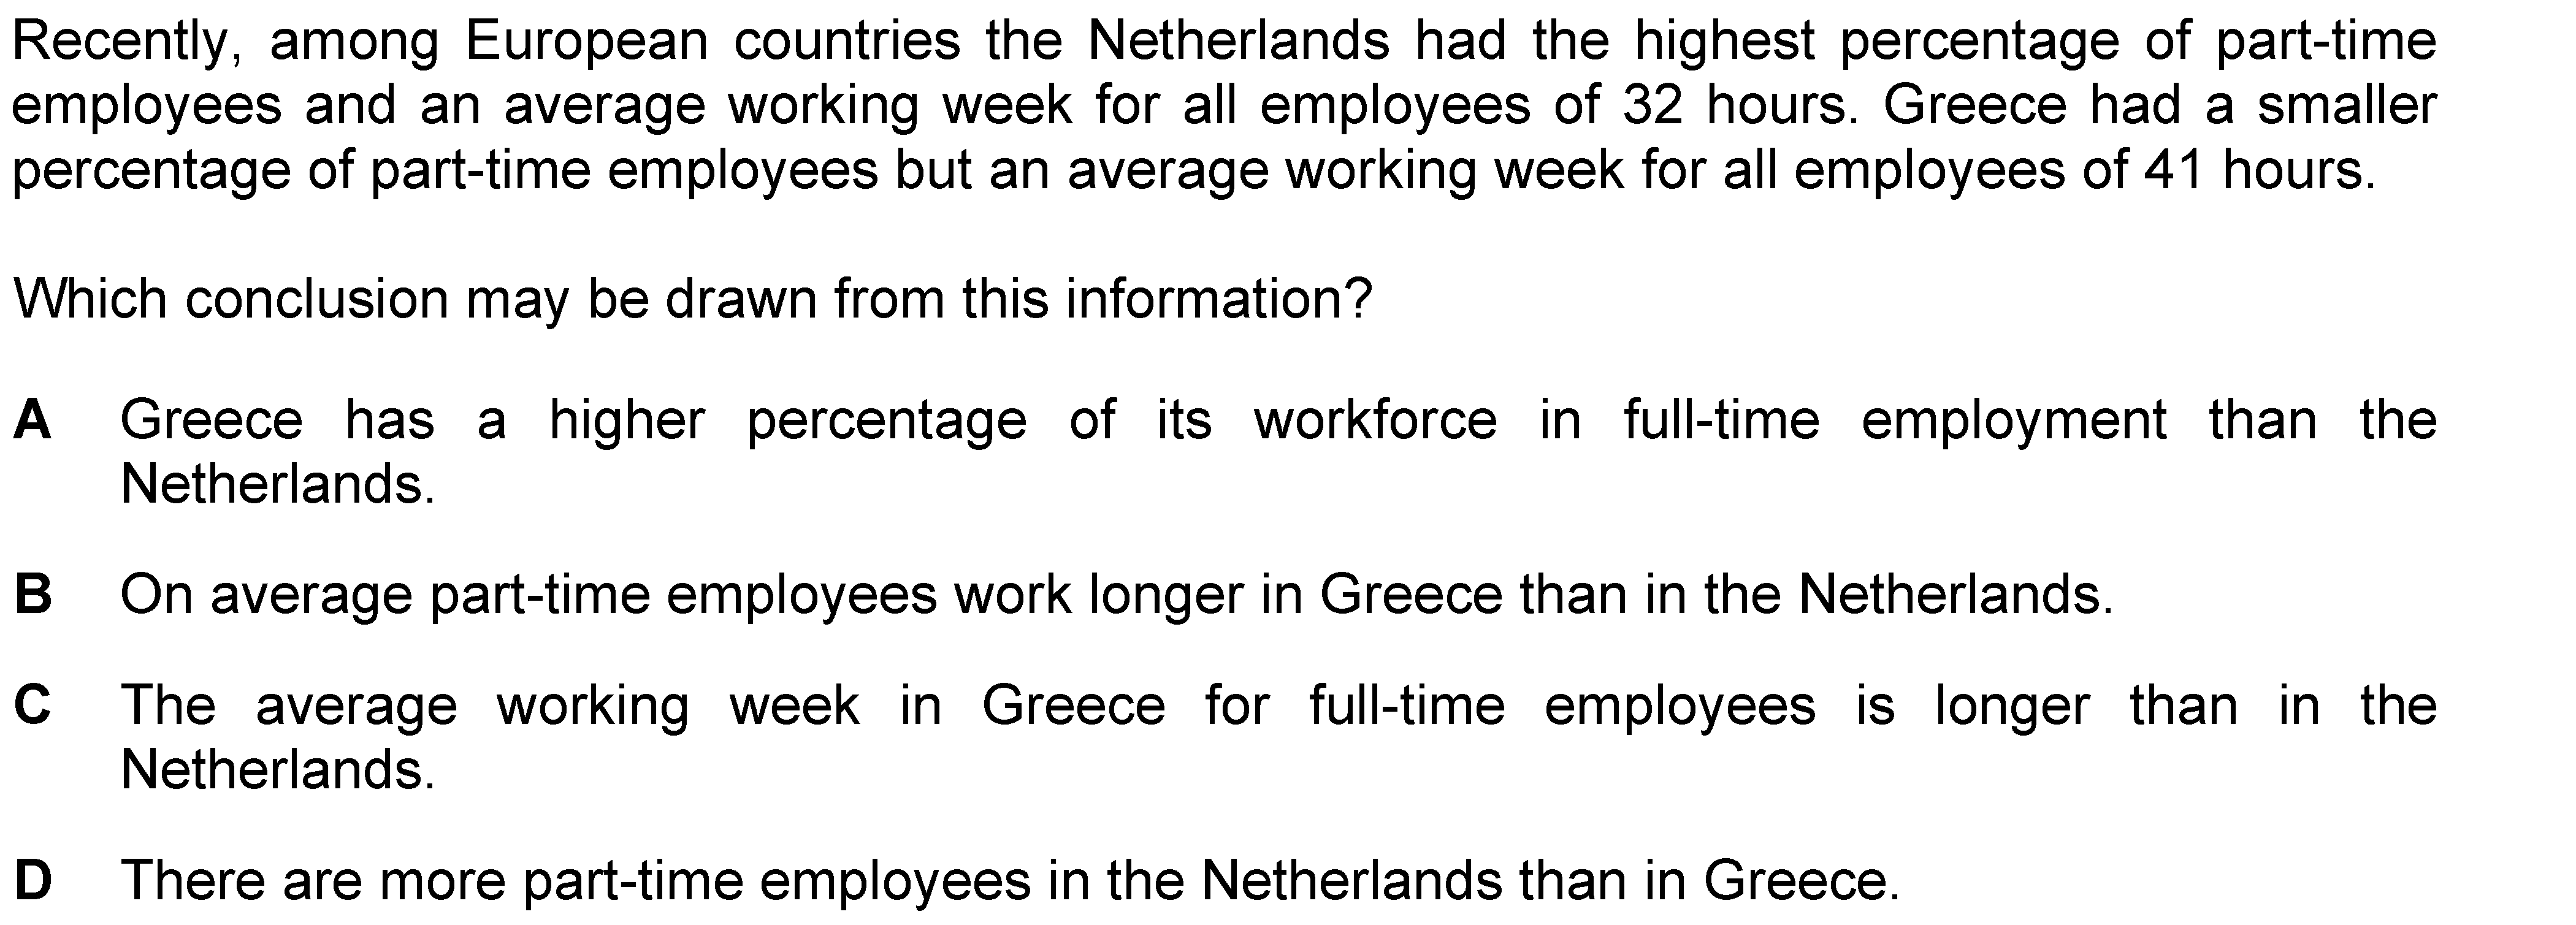 Recently, among European countries the Netherlands had the highest percentage of part-time
employees and an average working week for all employees of 32 hours. Greece had a smaller
percentage of part-time employees but an average working week for all employees of 41 hours.
Which conclusion may be drawn from this information?
A Greece has a higher percentage of its workforce in full-time employment than the
Netherlands.
B On average part-time employees work longer in Greece than in the Netherlands.
C The average working week in Greece for full-time employees is longer than in the
Netherlands.
D There are more part-time employees in the Netherlands than in Greece.